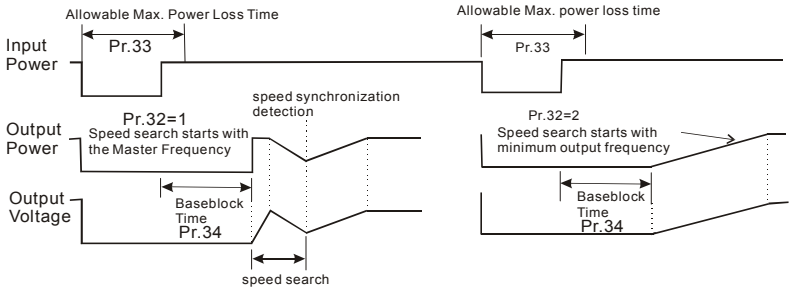 Allowable Max. Power Loss Time
Pr.33
Input
Power
Output
Power
Pr.32=1
Speed search starts with
the Master Frequency
speed synchronization
detection
Output
Voltage
Baseblock
Time
Pr.34
speed search
Allowable Max. power loss time
Pr.33
Pr.32=2
Speed search starts with
minimum output frequency
Baseblock
Time
Pr.34